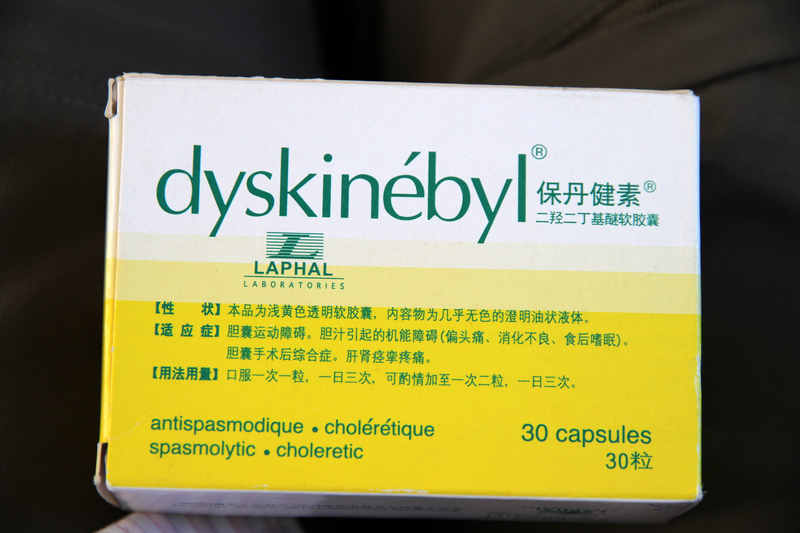 dyskinébyl®
保丹健素®
二羟二丁基醚软胶囊
LAPHAL
LABORATORIES
【性 状】本品为浅黄色透明软胶囊，内容物为几乎无色的澄明油状液体。
【适 应 症】胆囊运动障碍。胆汁引起的机能障碍(偏头痛、消化不良、食后嗜眠)。
胆囊手术后综合症。肝肾痉挛疼痛。
【用法用量】口服一次一粒，一日三次，可酌情加至一次二粒，一日三次。
antispasmodique • cholérétique
spasmolytic • choleretic
30 capsules
30粒